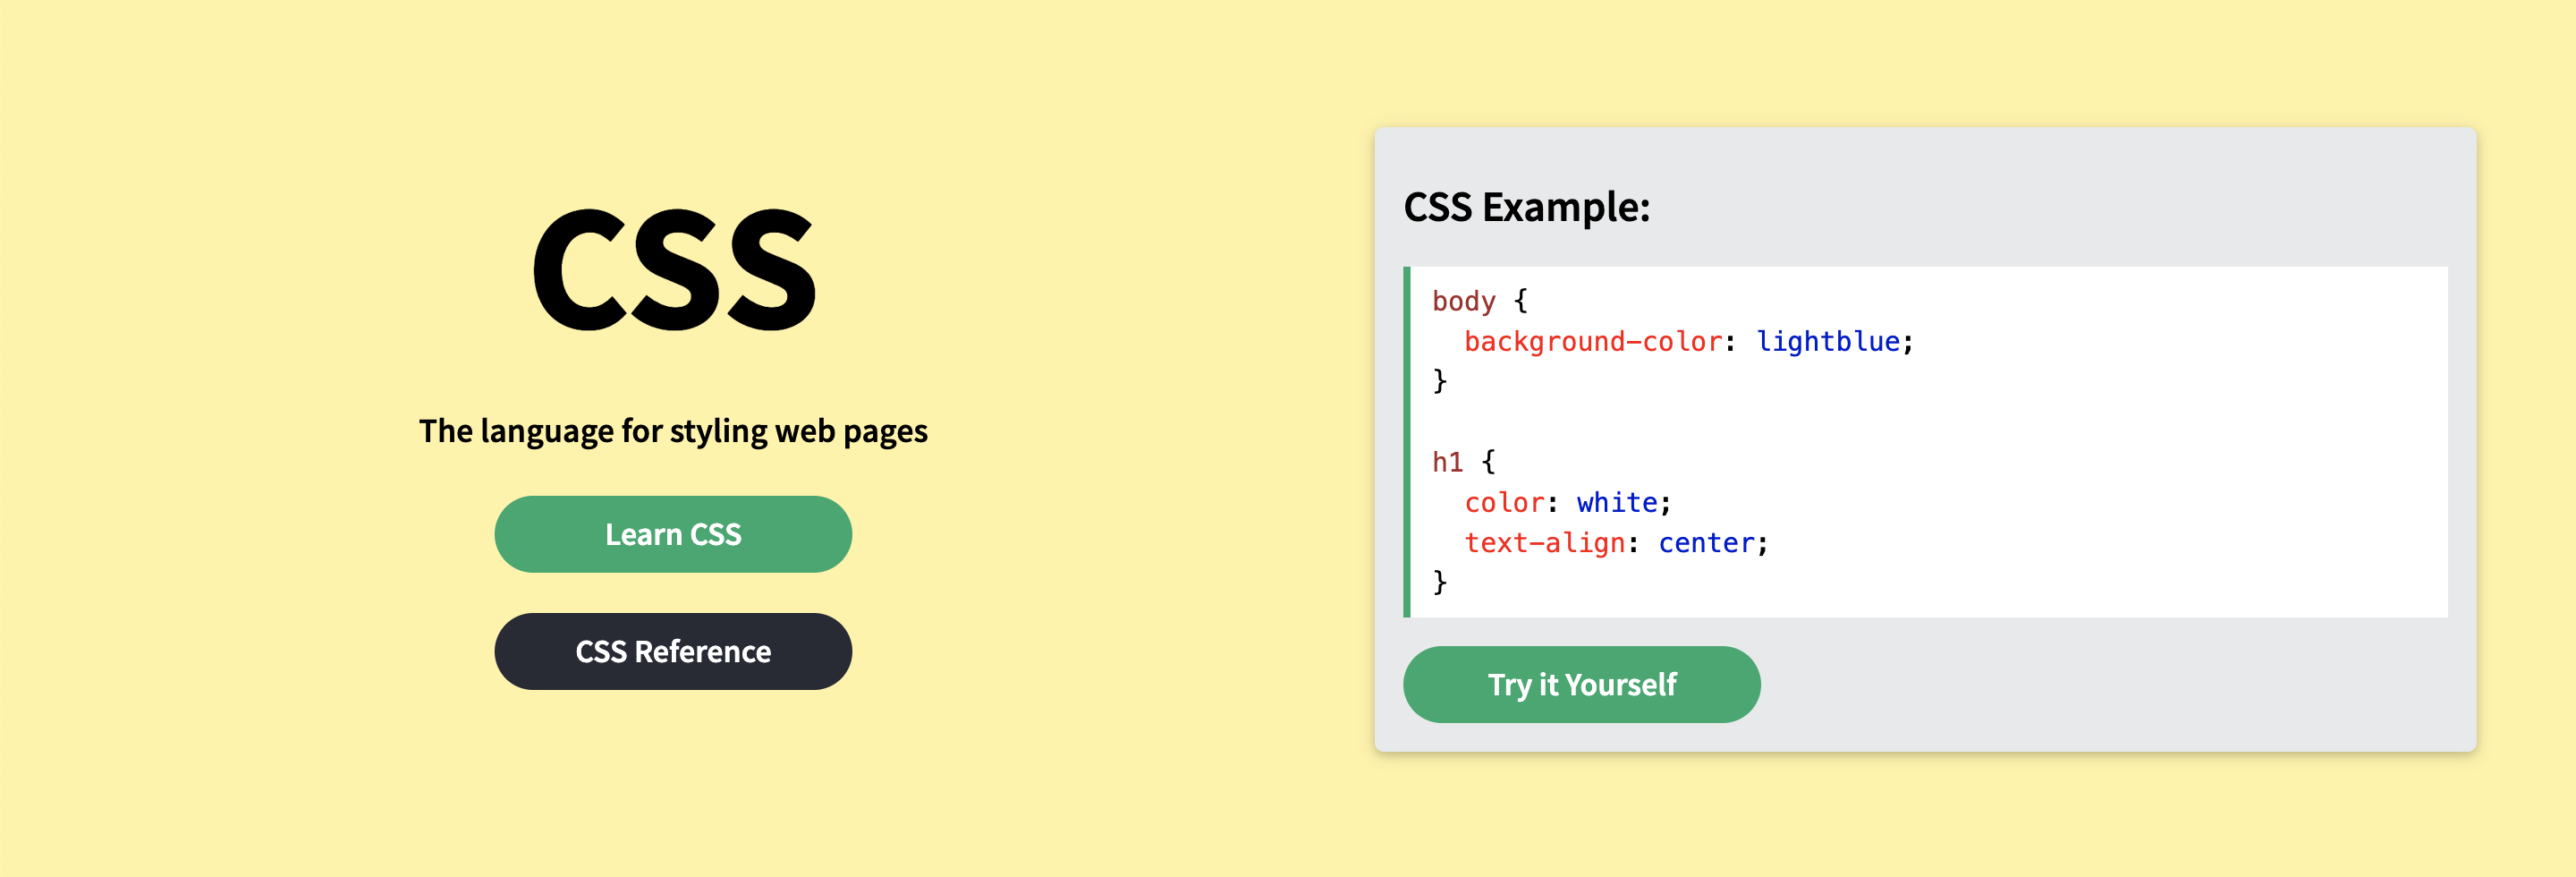 CSS
The language for styling web pages
Learn CSS
CSS Reference
CSS Example:
body {
  background-color: lightblue;
}

h1 {
  color: white;
  text-align: center;
}
Try it Yourself